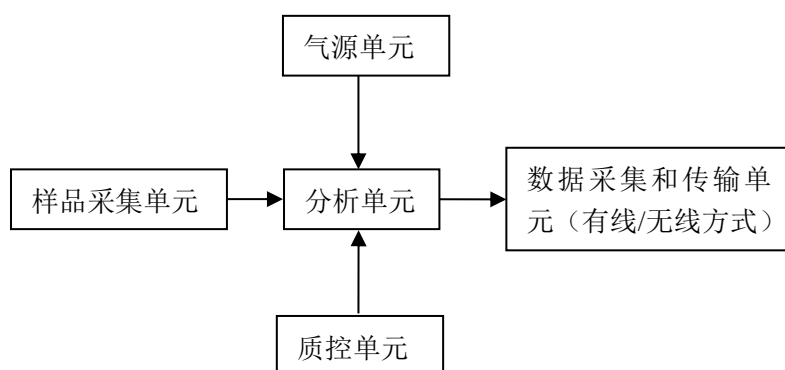 气源单元
样品采集单元
分析单元
数据采集和传输单
元（有线/无线方式）
质控单元